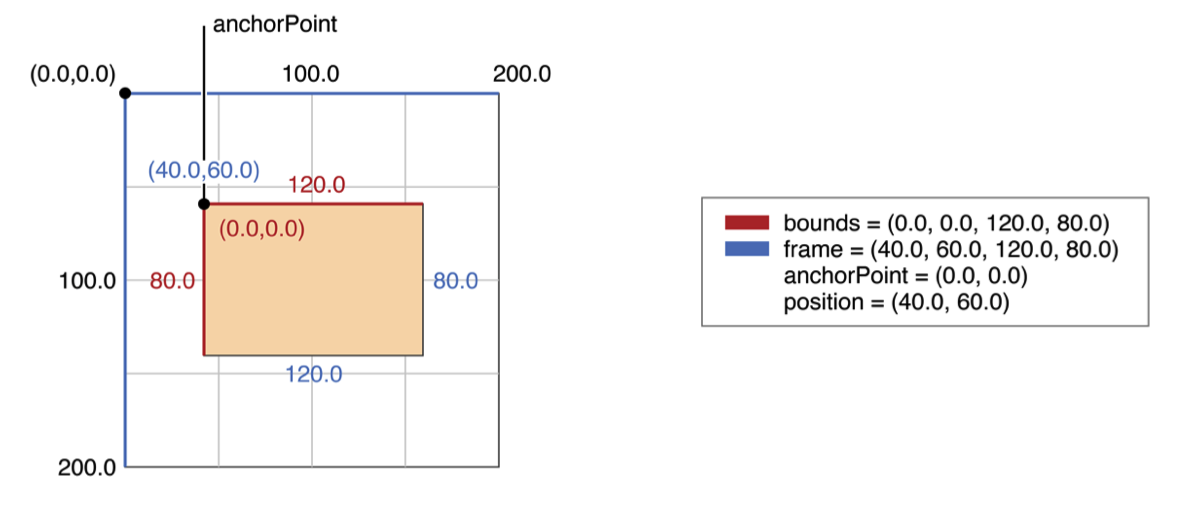 anchorPoint
(0.0,0.0)
100.0
200.0
(40.0,60.0)
120.0
(0.0,0.0)
100.0
80.0
80.0
120.0
200.0
bounds = (0.0, 0.0, 120.0, 80.0)
frame = (40.0, 60.0, 120.0, 80.0)
anchorPoint = (0.0, 0.0)
position = (40.0, 60.0)